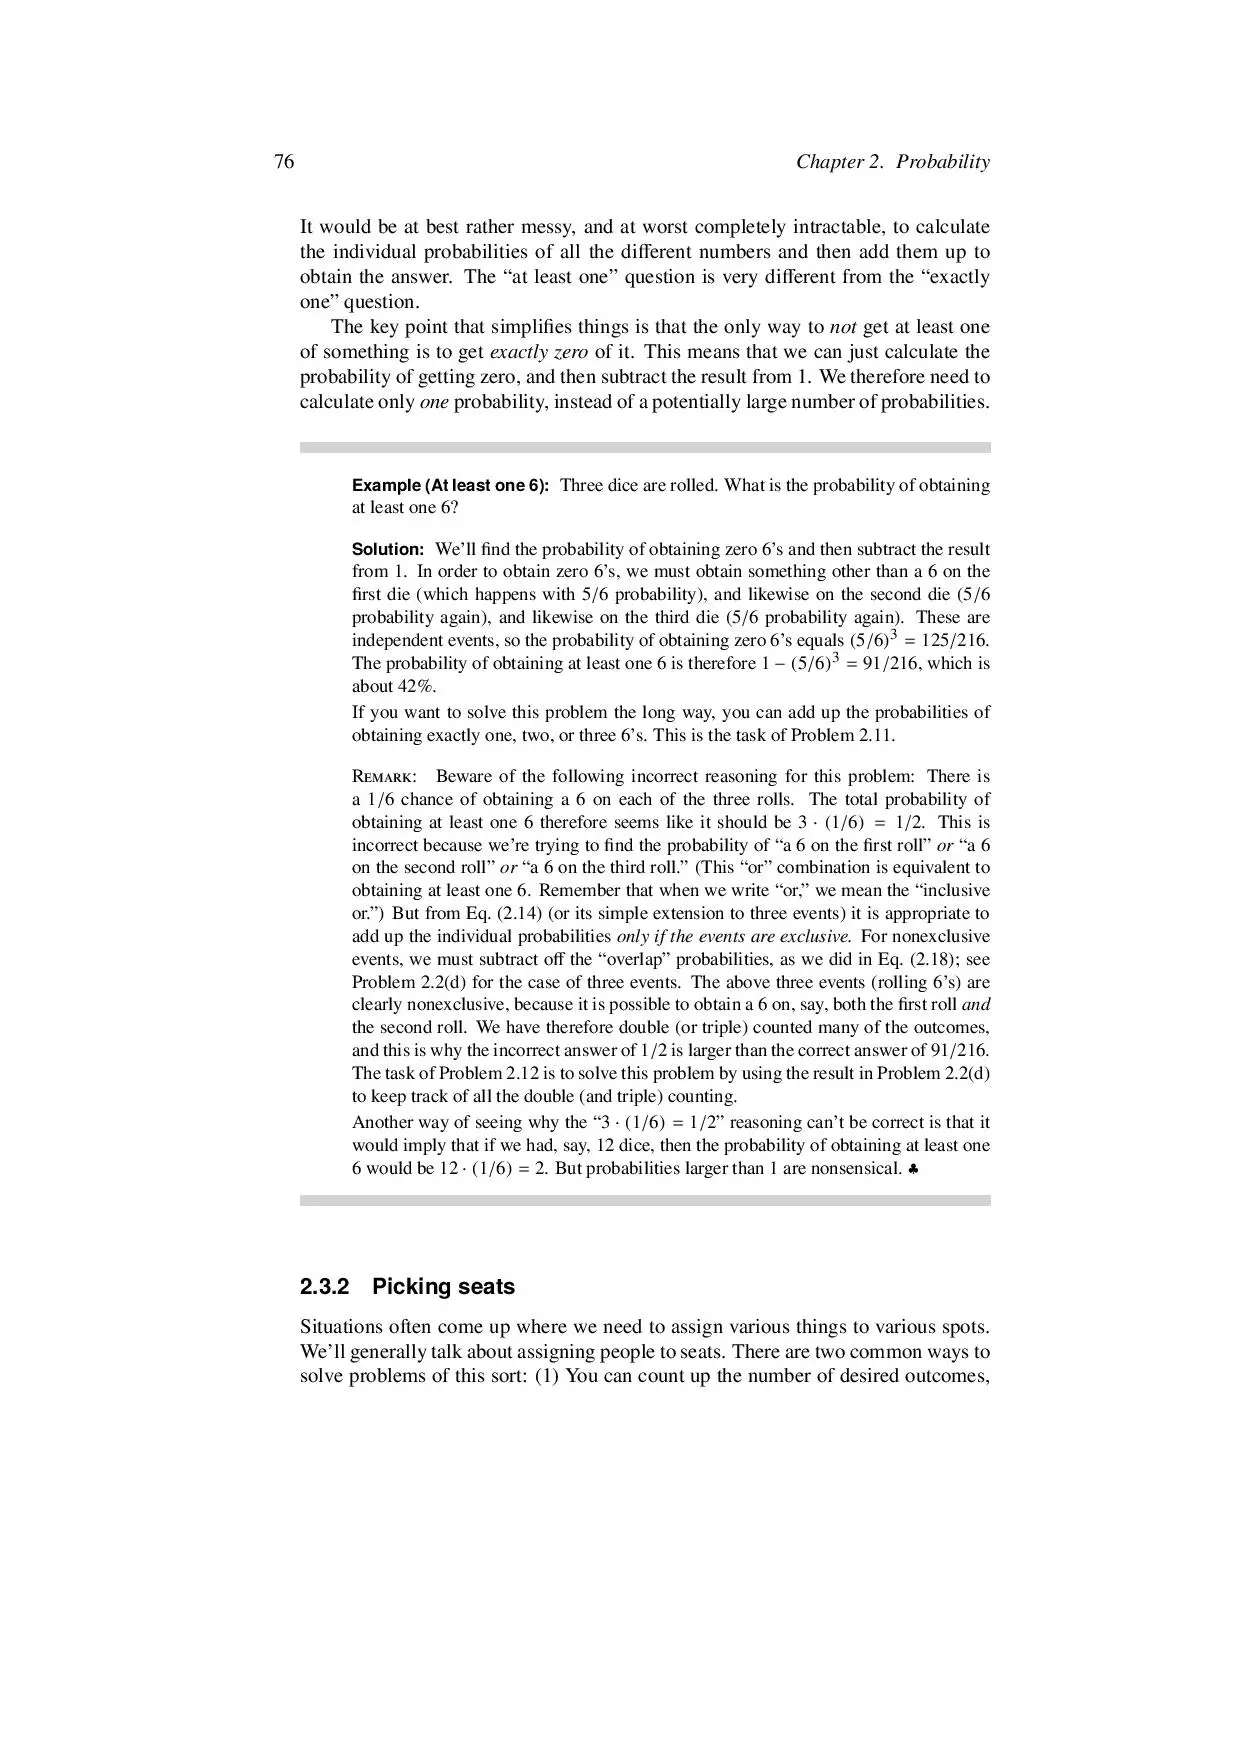 76
Chapter 2. Probability
It would be at best rather messy, and at worst completely intractable, to calculate
the individual probabilities of all the different numbers and then add them up to
obtain the answer. The “at least one” question is very different from the “exactly
one” question.
The key point that simplifies things is that the only way to not get at least one
of something is to get exactly zero of it. This means that we can just calculate the
probability of getting zero, and then subtract the result from 1. We therefore need to
calculate only one probability, instead of a potentially large number of probabilities.
Example (At least one 6): Three dice are rolled. What is the probability of obtaining
at least one 6?
Solution: We’ll find the probability of obtaining zero 6’s and then subtract the result
from 1. In order to obtain zero 6’s, we must obtain something other than a 6 on the
first die (which happens with 5/6 probability), and likewise on the second die (5/6
probability again), and likewise on the third die (5/6 probability again). These are
independent events, so the probability of obtaining zero 6’s equals (5/6)³ = 125/216.
The probability of obtaining at least one 6 is therefore 1 − (5/6)³ = 91/216, which is
about 42%.
If you want to solve this problem the long way, you can add up the probabilities of
obtaining exactly one, two, or three 6’s. This is the task of Problem 2.11.
REMARK: Beware of the following incorrect reasoning for this problem: There is
a 1/6 chance of obtaining a 6 on each of the three rolls. The total probability of
obtaining at least one 6 therefore seems like it should be 3 · (1/6) = 1/2. This is
incorrect because we’re trying to find the probability of “a 6 on the first roll” or “a 6
on the second roll” or “a 6 on the third roll.” (This “or” combination is equivalent to
obtaining at least one 6. Remember that when we write “or,” we mean the “inclusive
or.”) But from Eq. (2.14) (or its simple extension to three events) it is appropriate to
add up the individual probabilities only if the events are exclusive. For nonexclusive
events, we must subtract off the “overlap” probabilities, as we did in Eq. (2.18); see
Problem 2.2(d) for the case of three events. The above three events (rolling 6’s) are
clearly nonexclusive, because it is possible to obtain a 6 on, say, both the first roll and
the second roll. We have therefore double (or triple) counted many of the outcomes,
and this is why the incorrect answer of 1/2 is larger than the correct answer of 91/216.
The task of Problem 2.12 is to solve this problem by using the result in Problem 2.2(d)
to keep track of all the double (and triple) counting.
Another way of seeing why the “3 · (1/6) = 1/2” reasoning can’t be correct is that it
would imply that if we had, say, 12 dice, then the probability of obtaining at least one
6 would be 12 · (1/6) = 2. But probabilities larger than 1 are nonsensical. ♣
2.3.2 Picking seats
Situations often come up where we need to assign various things to various spots.
We’ll generally talk about assigning people to seats. There are two common ways to
solve problems of this sort: (1) You can count up the number of desired outcomes,